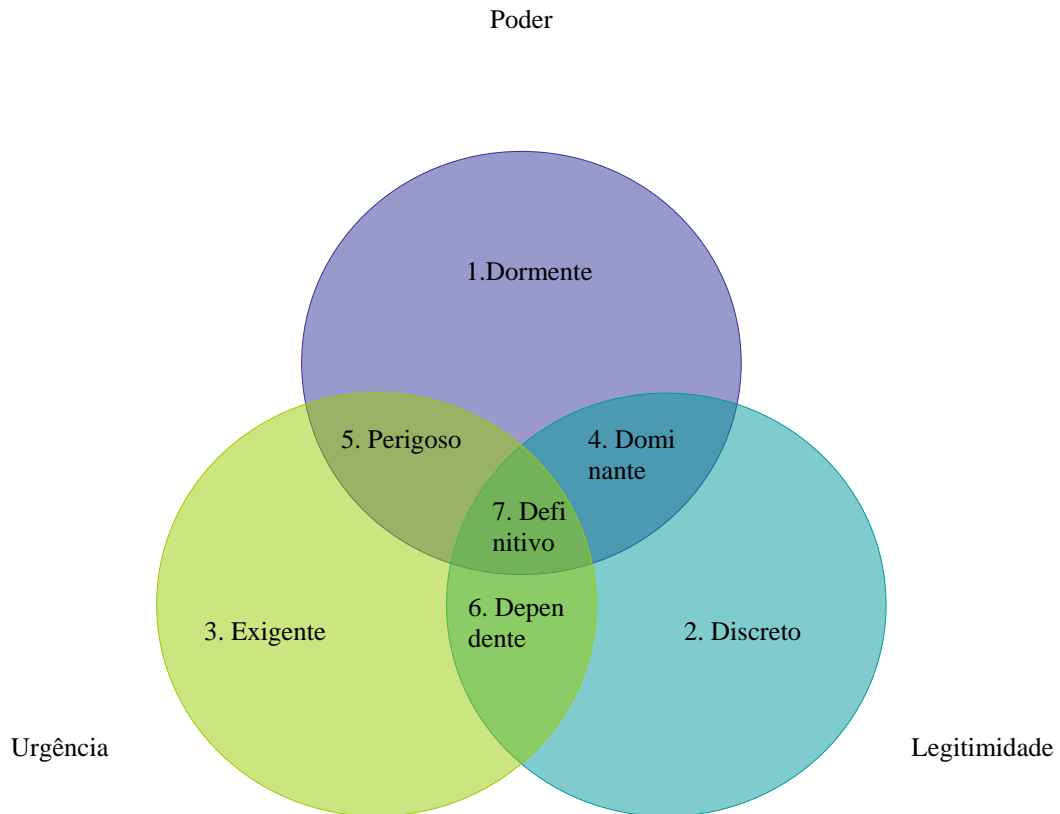 Poder
1.Dormente
5. Perigoso
4. Domi
nante
7. Defi
nitivo
6. Depen
dente
3. Exigente
2. Discreto
Urgência
Legitimidade